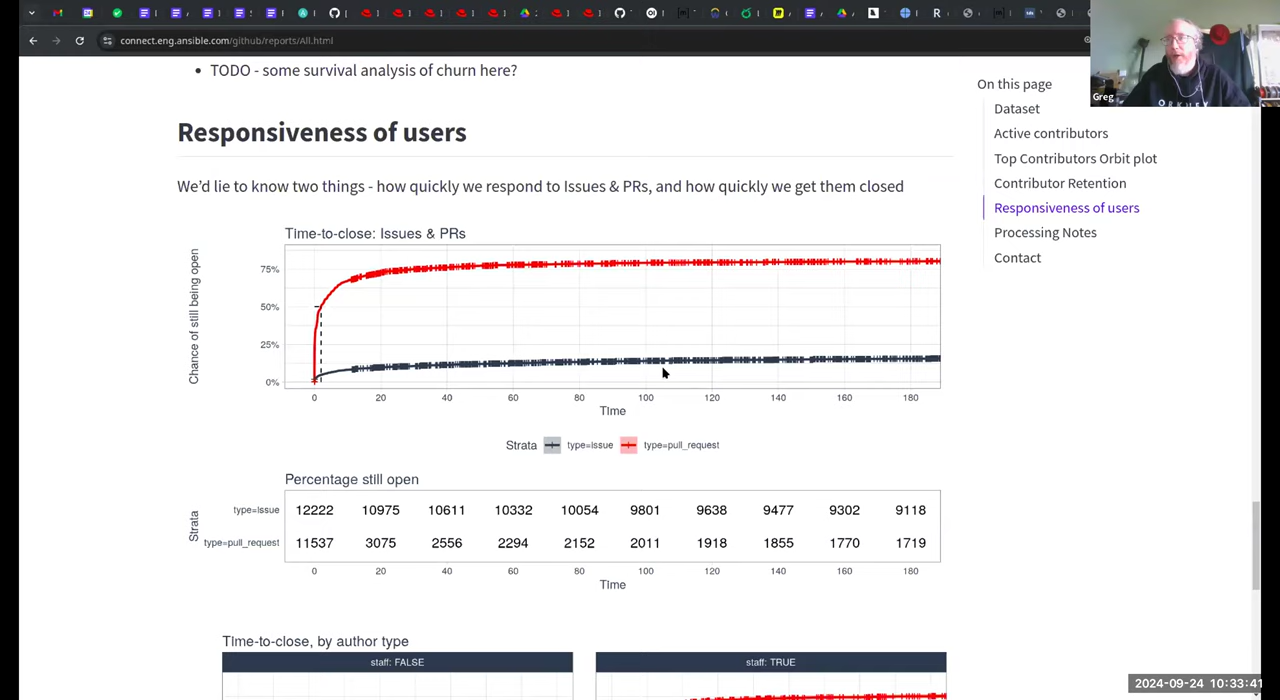 connect.eng.ansible.com/github/reports/All.html
Greg
ORKNEY
• TODO - some survival analysis of churn here?
Responsiveness of users
We'd lie to know two things - how quickly we respond to Issues & PRs, and how quickly we get them closed
Time-to-close: Issues & PRs
Chance of still being open
75%
50%
25%
0%
0 20 40 60 80 100 120 140 160 180
Time
Strata type=issue type=pull_request
Percentage still open
Strata
type=issue 12222 10975 10611 10332 10054 9801 9638 9477 9302 9118
type=pull_request 11537 3075 2556 2294 2152 2011 1918 1855 1770 1719
0 20 40 60 80 100 120 140 160 180
Time
Time-to-close, by author type
staff: FALSE staff: TRUE
On this page
Dataset
Active contributors
Top Contributors Orbit plot
Contributor Retention
Responsiveness of users
Processing Notes
Contact
2024-09-24 10:33:41